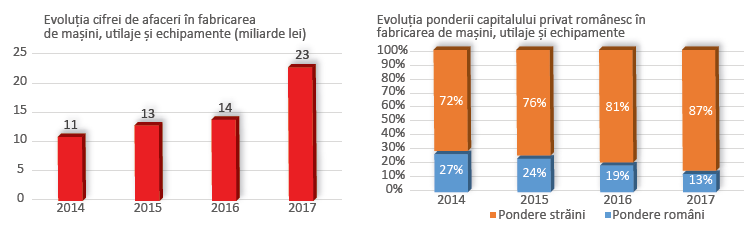 Evoluția cifrei de afaceri în fabricarea
de mașini, utilaje și echipamente (miliarde lei)
25
20
15
10
5
0
11
13
14
23
2014 2015 2016 2017
Evoluția ponderii capitalului privat românesc în
fabricarea de mașini, utilaje și echipamente
100%
90%
80%
70%
60%
50%
40%
30%
20%
10%
0%
72% 76% 81% 87%
27% 24% 19% 13%
2014 2015 2016 2017
Pondere străini Pondere români